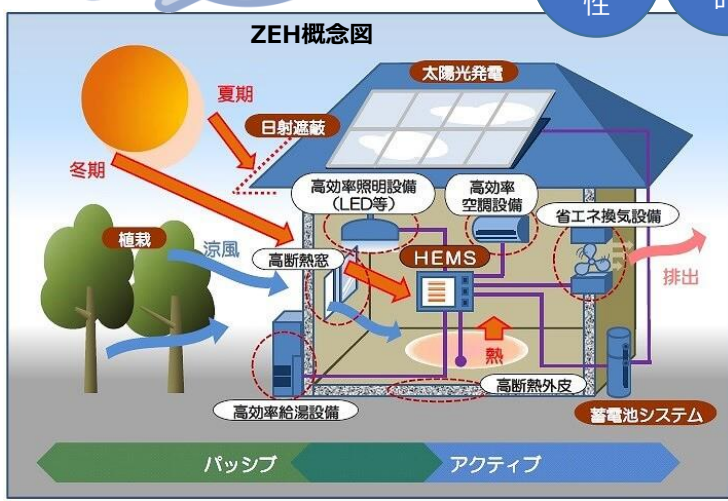 性
ZEH概念図
太陽光発電
夏期
日射遮蔽
冬期
高効率照明設備
(LED等)
高効率
空調設備
省エネ換気設備
植栽
涼風
高断熱窓
HEMS
排出
熱
高断熱外皮
高効率給湯設備
蓄電池システム
パッシブ
アクティブ